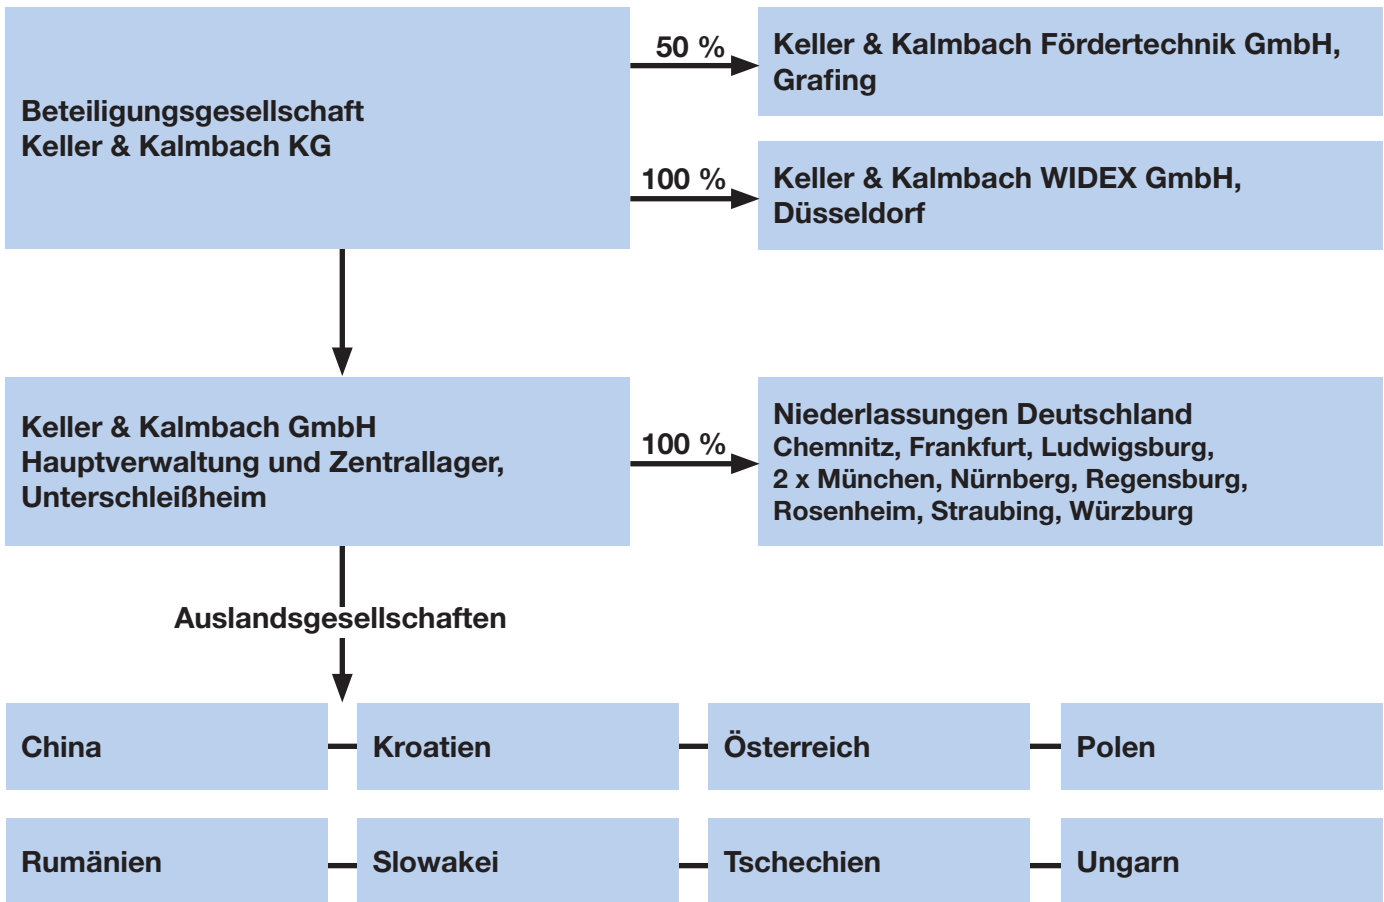 Beteiligungsgesellschaft
Keller & Kalmbach KG
50 %
Keller & Kalmbach Fördertechnik GmbH,
Grafing
100 %
Keller & Kalmbach WIDEX GmbH,
Düsseldorf
Keller & Kalmbach GmbH
Hauptverwaltung und Zentrallager,
Unterschleißheim
100 %
Niederlassungen Deutschland
Chemnitz, Frankfurt, Ludwigsburg,
2 x München, Nürnberg, Regensburg,
Rosenheim, Straubing, Würzburg
Auslandsgesellschaften
China
Kroatien
Österreich
Polen
Rumänien
Slowakei
Tschechien
Ungarn